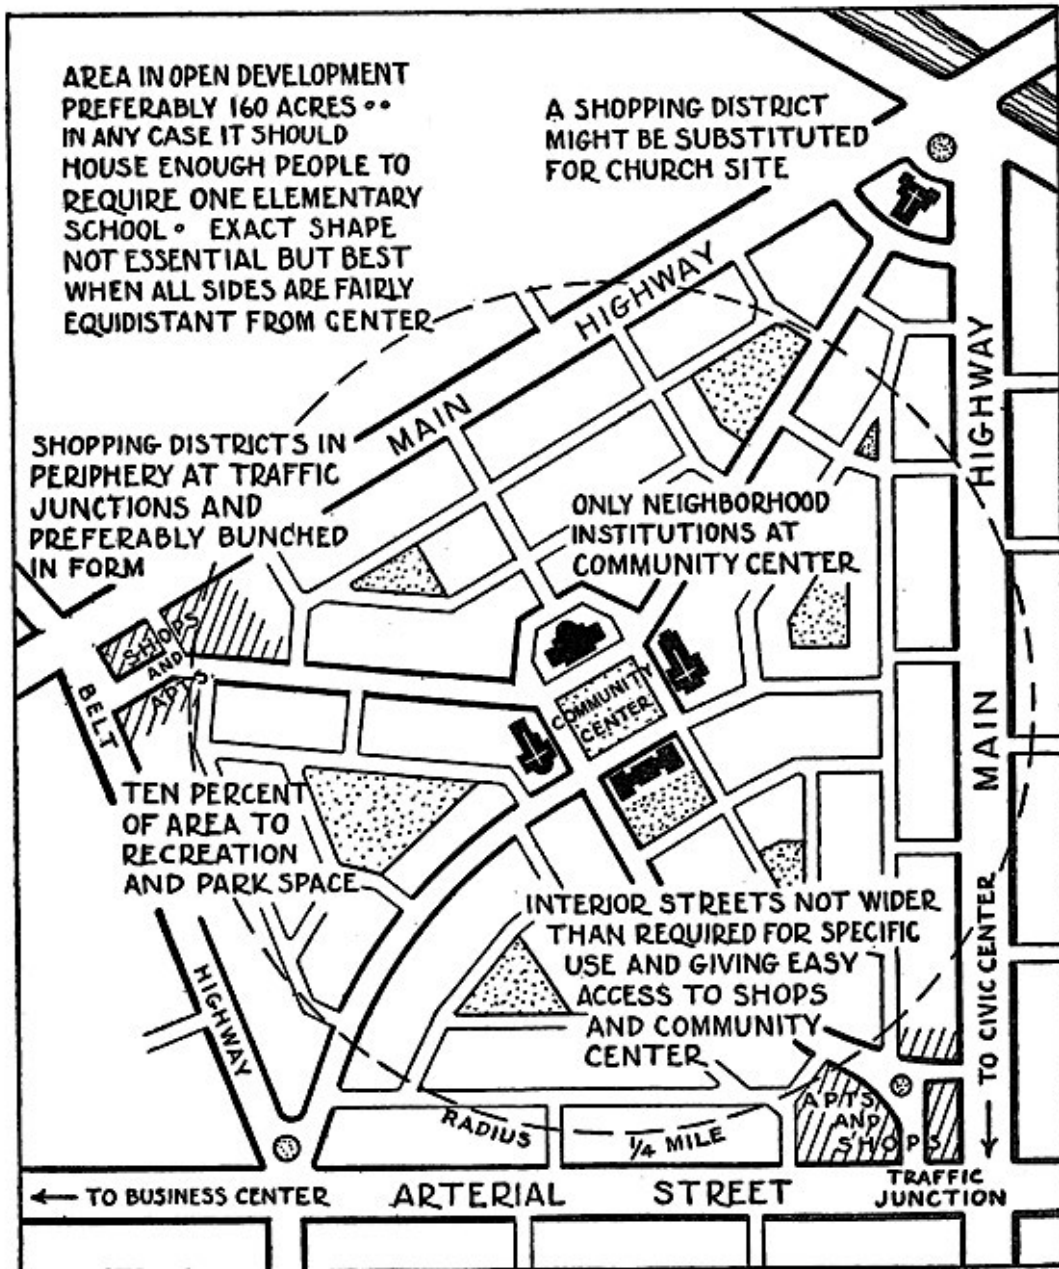 AREA IN OPEN DEVELOPMENT
PREFERABLY 160 ACRES ••
IN ANY CASE IT SHOULD
HOUSE ENOUGH PEOPLE TO
REQUIRE ONE ELEMENTARY
SCHOOL • EXACT SHAPE
NOT ESSENTIAL BUT BEST
WHEN ALL SIDES ARE FAIRLY
EQUIDISTANT FROM CENTER
A SHOPPING DISTRICT
MIGHT BE SUBSTITUTED
FOR CHURCH SITE
MAIN HIGHWAY
SHOPPING DISTRICTS IN
PERIPHERY AT TRAFFIC
JUNCTIONS AND
PREFERABLY BUNCHED
IN FORM
ONLY NEIGHBORHOOD
INSTITUTIONS AT
COMMUNITY CENTER
MAIN HIGHWAY
SHOPS
AND
APTS.
COMMUNITY
CENTER
BELT
HIGHWAY
TEN PERCENT
OF AREA TO
RECREATION
AND PARK SPACE
INTERIOR STREETS NOT WIDER
THAN REQUIRED FOR SPECIFIC
USE AND GIVING EASY
ACCESS TO SHOPS
AND COMMUNITY
CENTER
TO CIVIC CENTER
RADIUS 1/4 MILE
APTS
AND
SHOPS
TRAFFIC
JUNCTION
← TO BUSINESS CENTER
ARTERIAL STREET